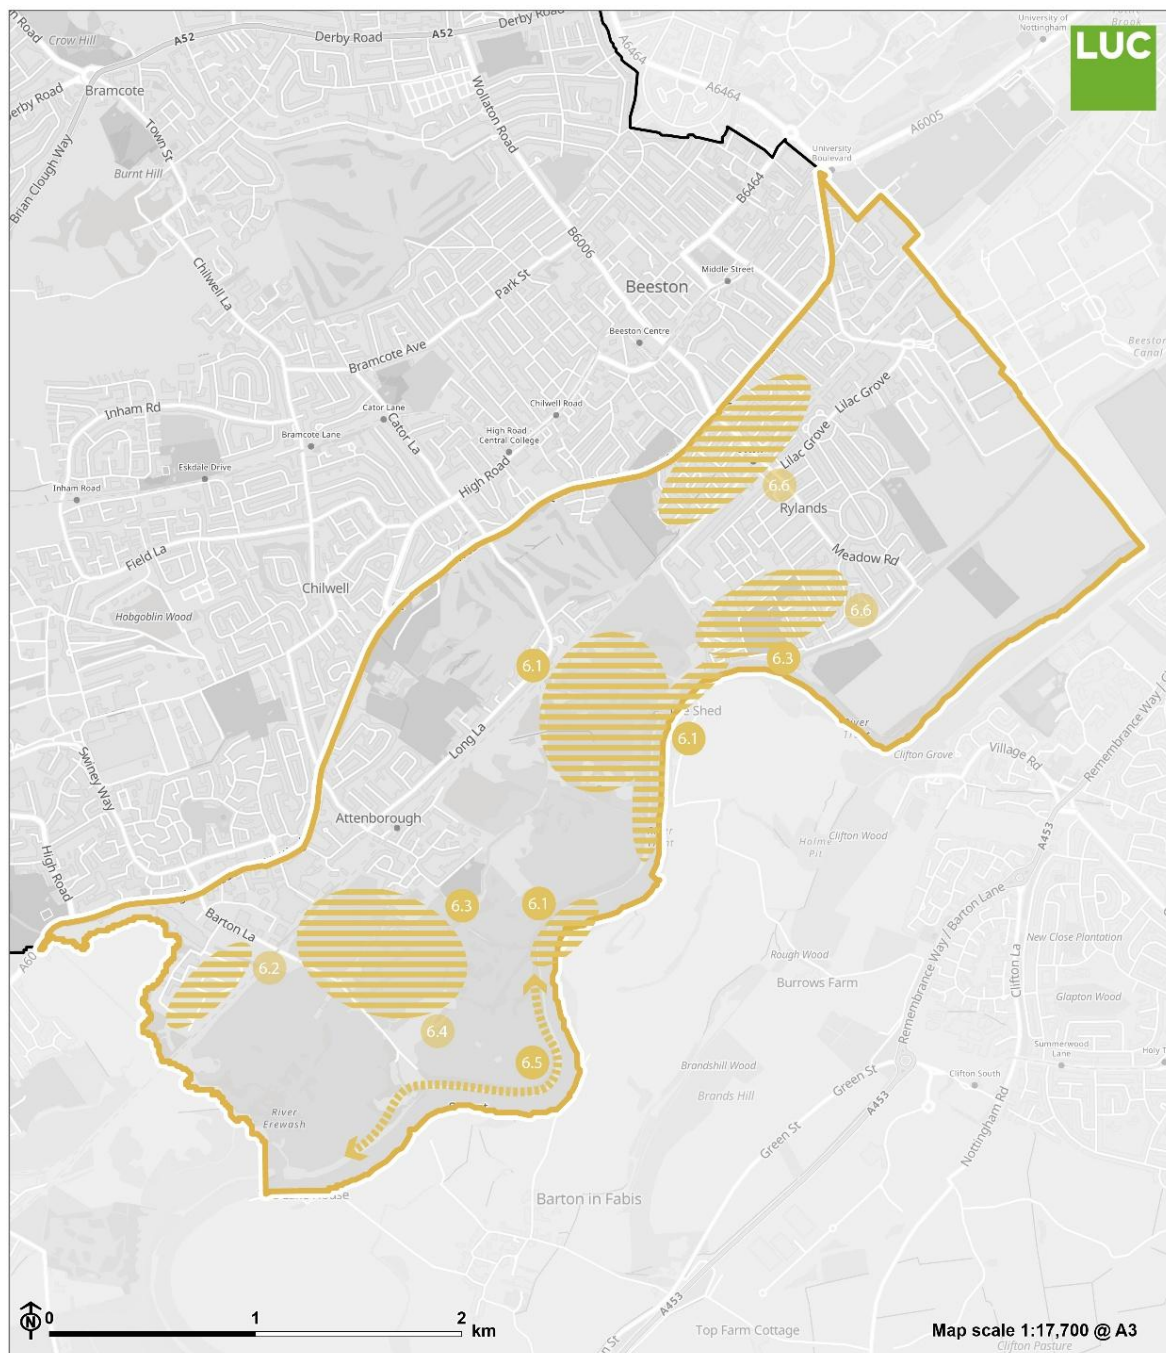 LUC
Crow Hill
A52
Derby Road
A52
Derby Road
A6464
University of
Nottingham
Bramcote
Derby Road
Town St
Wollaton Road
A6464
A6005
University
Boulevard
Brian Clough Way
Burnt Hill
B6464
B6006
Chilwell La
Park St
Middle Street
Beeston
Beeston Centre
Beeston
Canal
Bramcote Ave
Inham Rd
Cator Lane
Cator La
Chilwell Road
High Road
Central College
Lilac Grove
Bramcote Lane
Lilac Grove
Eskdale Drive
High Road
Inham Road
6.6
Rylands
Field La
Meadow Rd
Chilwell
Hobgoblin Wood
6.6
6.1
6.3
Shed
River
6.1
Clifton Grove
Village Rd
Remembrance Way
Long La
Swiney Way
Attenborough
Holme
Pit
Clifton Wood
A453
High Road
Barton La
6.3
6.1
Remembrance Way / Barton Lane
New Close Plantation
Rough Wood
Clifton La
6.2
Burrows Farm
Glapton Wood
6.4
6.5
Brandshill Wood
Brands Hill
Green St
Summerwood
Lane
Clifton South
A453
River
Erewash
Green St
Nottingham Rd
Barton in Fabis
A453
0 1 2 km
Top Farm Cottage
Map scale 1:17,700 @ A3
Clifton Pasture